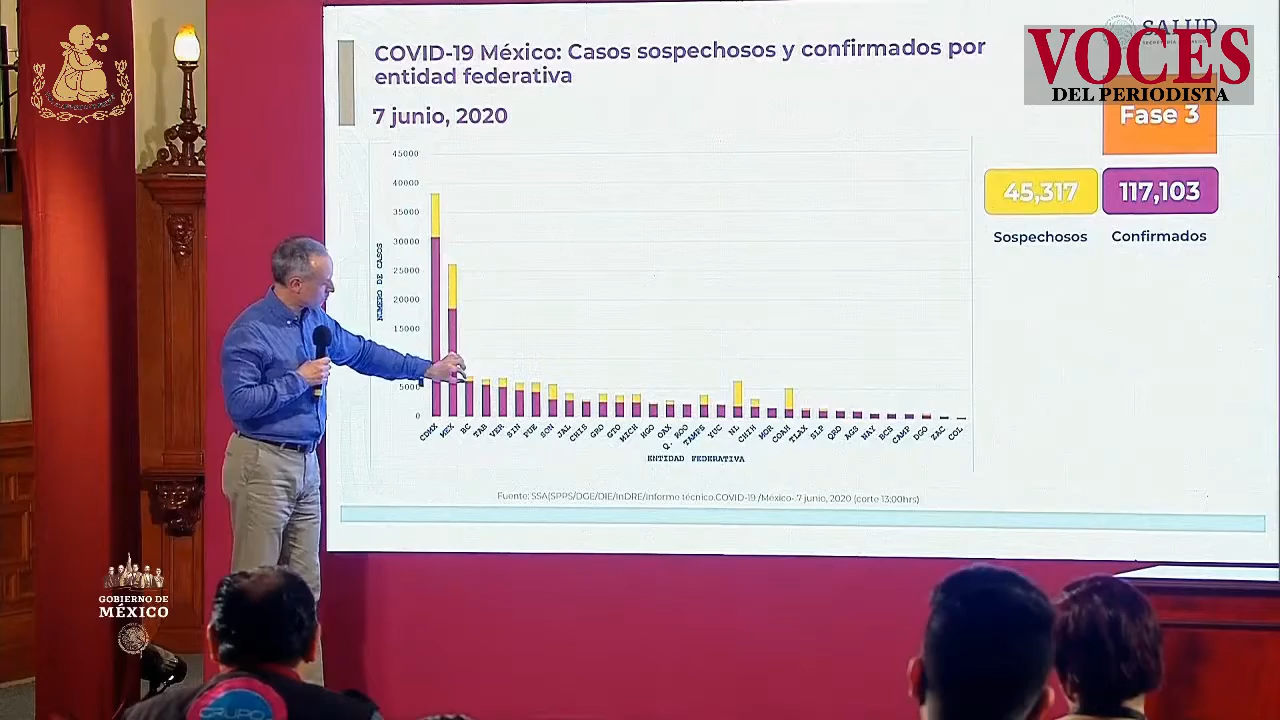 COVID-19 México: Casos sospechosos y confirmados por
entidad federativa
7 junio, 2020
SALUD
VOCES
DEL PERIODISTA
Fase 3
45,317
117,103
Sospechosos
Confirmados
NUMERO DE CASOS
45000
40000
35000
30000
25000
20000
15000
5000
0
CDMX
MEX
BC
TAB
VER
SIN
PUE
SON
JAL
CHIS
GRO
GTO
MICH
HGO
OAX
Q. ROO
TAMPS
YUC
NL
CHIH
MOR
COAH
TLAX
SLP
QRO
AGS
NAY
BCS
CAMP
DGO
ZAC
COL
ENTIDAD FEDERATIVA
Fuente: SSA(SPPS/DGE/DIE/InDRE/Informe técnico.COVID-19 /México- 7 junio, 2020 (corte 13:00hrs)
GOBIERNO DE
MÉXICO
GRUPO